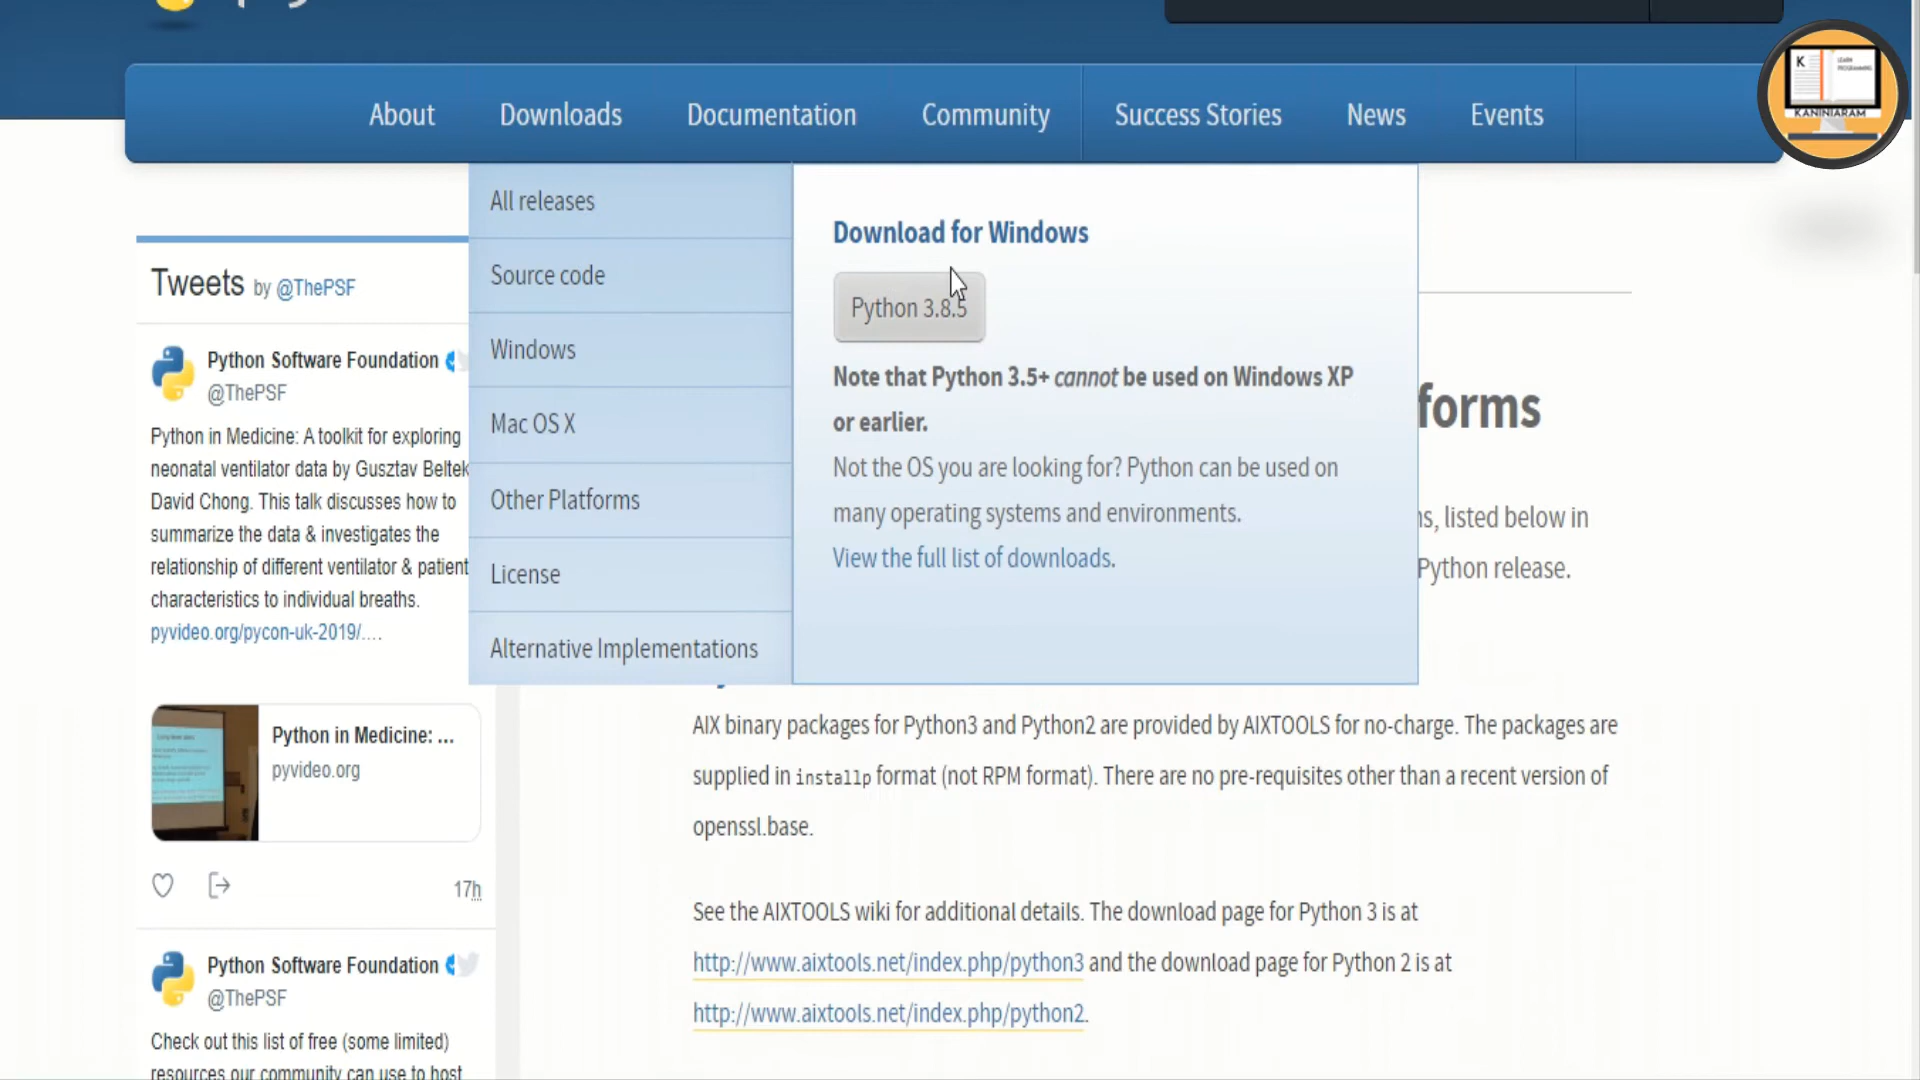 About
Downloads
Documentation
Community
Success Stories
News
Events
K
LEARN
PROGRAMMING
KANINIARAM
All releases
Source code
Windows
Mac OS X
Other Platforms
License
Alternative Implementations
Download for Windows
Python 3.8.5
Note that Python 3.5+ cannot be used on Windows XP
or earlier.
Not the OS you are looking for? Python can be used on
many operating systems and environments.
View the full list of downloads.
Tweets by @ThePSF
Python Software Foundation
@ThePSF
Python in Medicine: A toolkit for exploring
neonatal ventilator data by Gusztav Beltek
David Chong. This talk discusses how to
summarize the data & investigates the
relationship of different ventilator & patient
characteristics to individual breaths.
pyvideo.org/pycon-uk-2019/....
Python in Medicine: ...
pyvideo.org
17h
Python Software Foundation
@ThePSF
Check out this list of free (some limited)
resources our community can use to host
forms
s, listed below in
Python release.
AIX binary packages for Python3 and Python2 are provided by AIXTOOLS for no-charge. The packages are
supplied in installp format (not RPM format). There are no pre-requisites other than a recent version of
openssl.base.
See the AIXTOOLS wiki for additional details. The download page for Python 3 is at
http://www.aixtools.net/index.php/python3 and the download page for Python 2 is at
http://www.aixtools.net/index.php/python2.